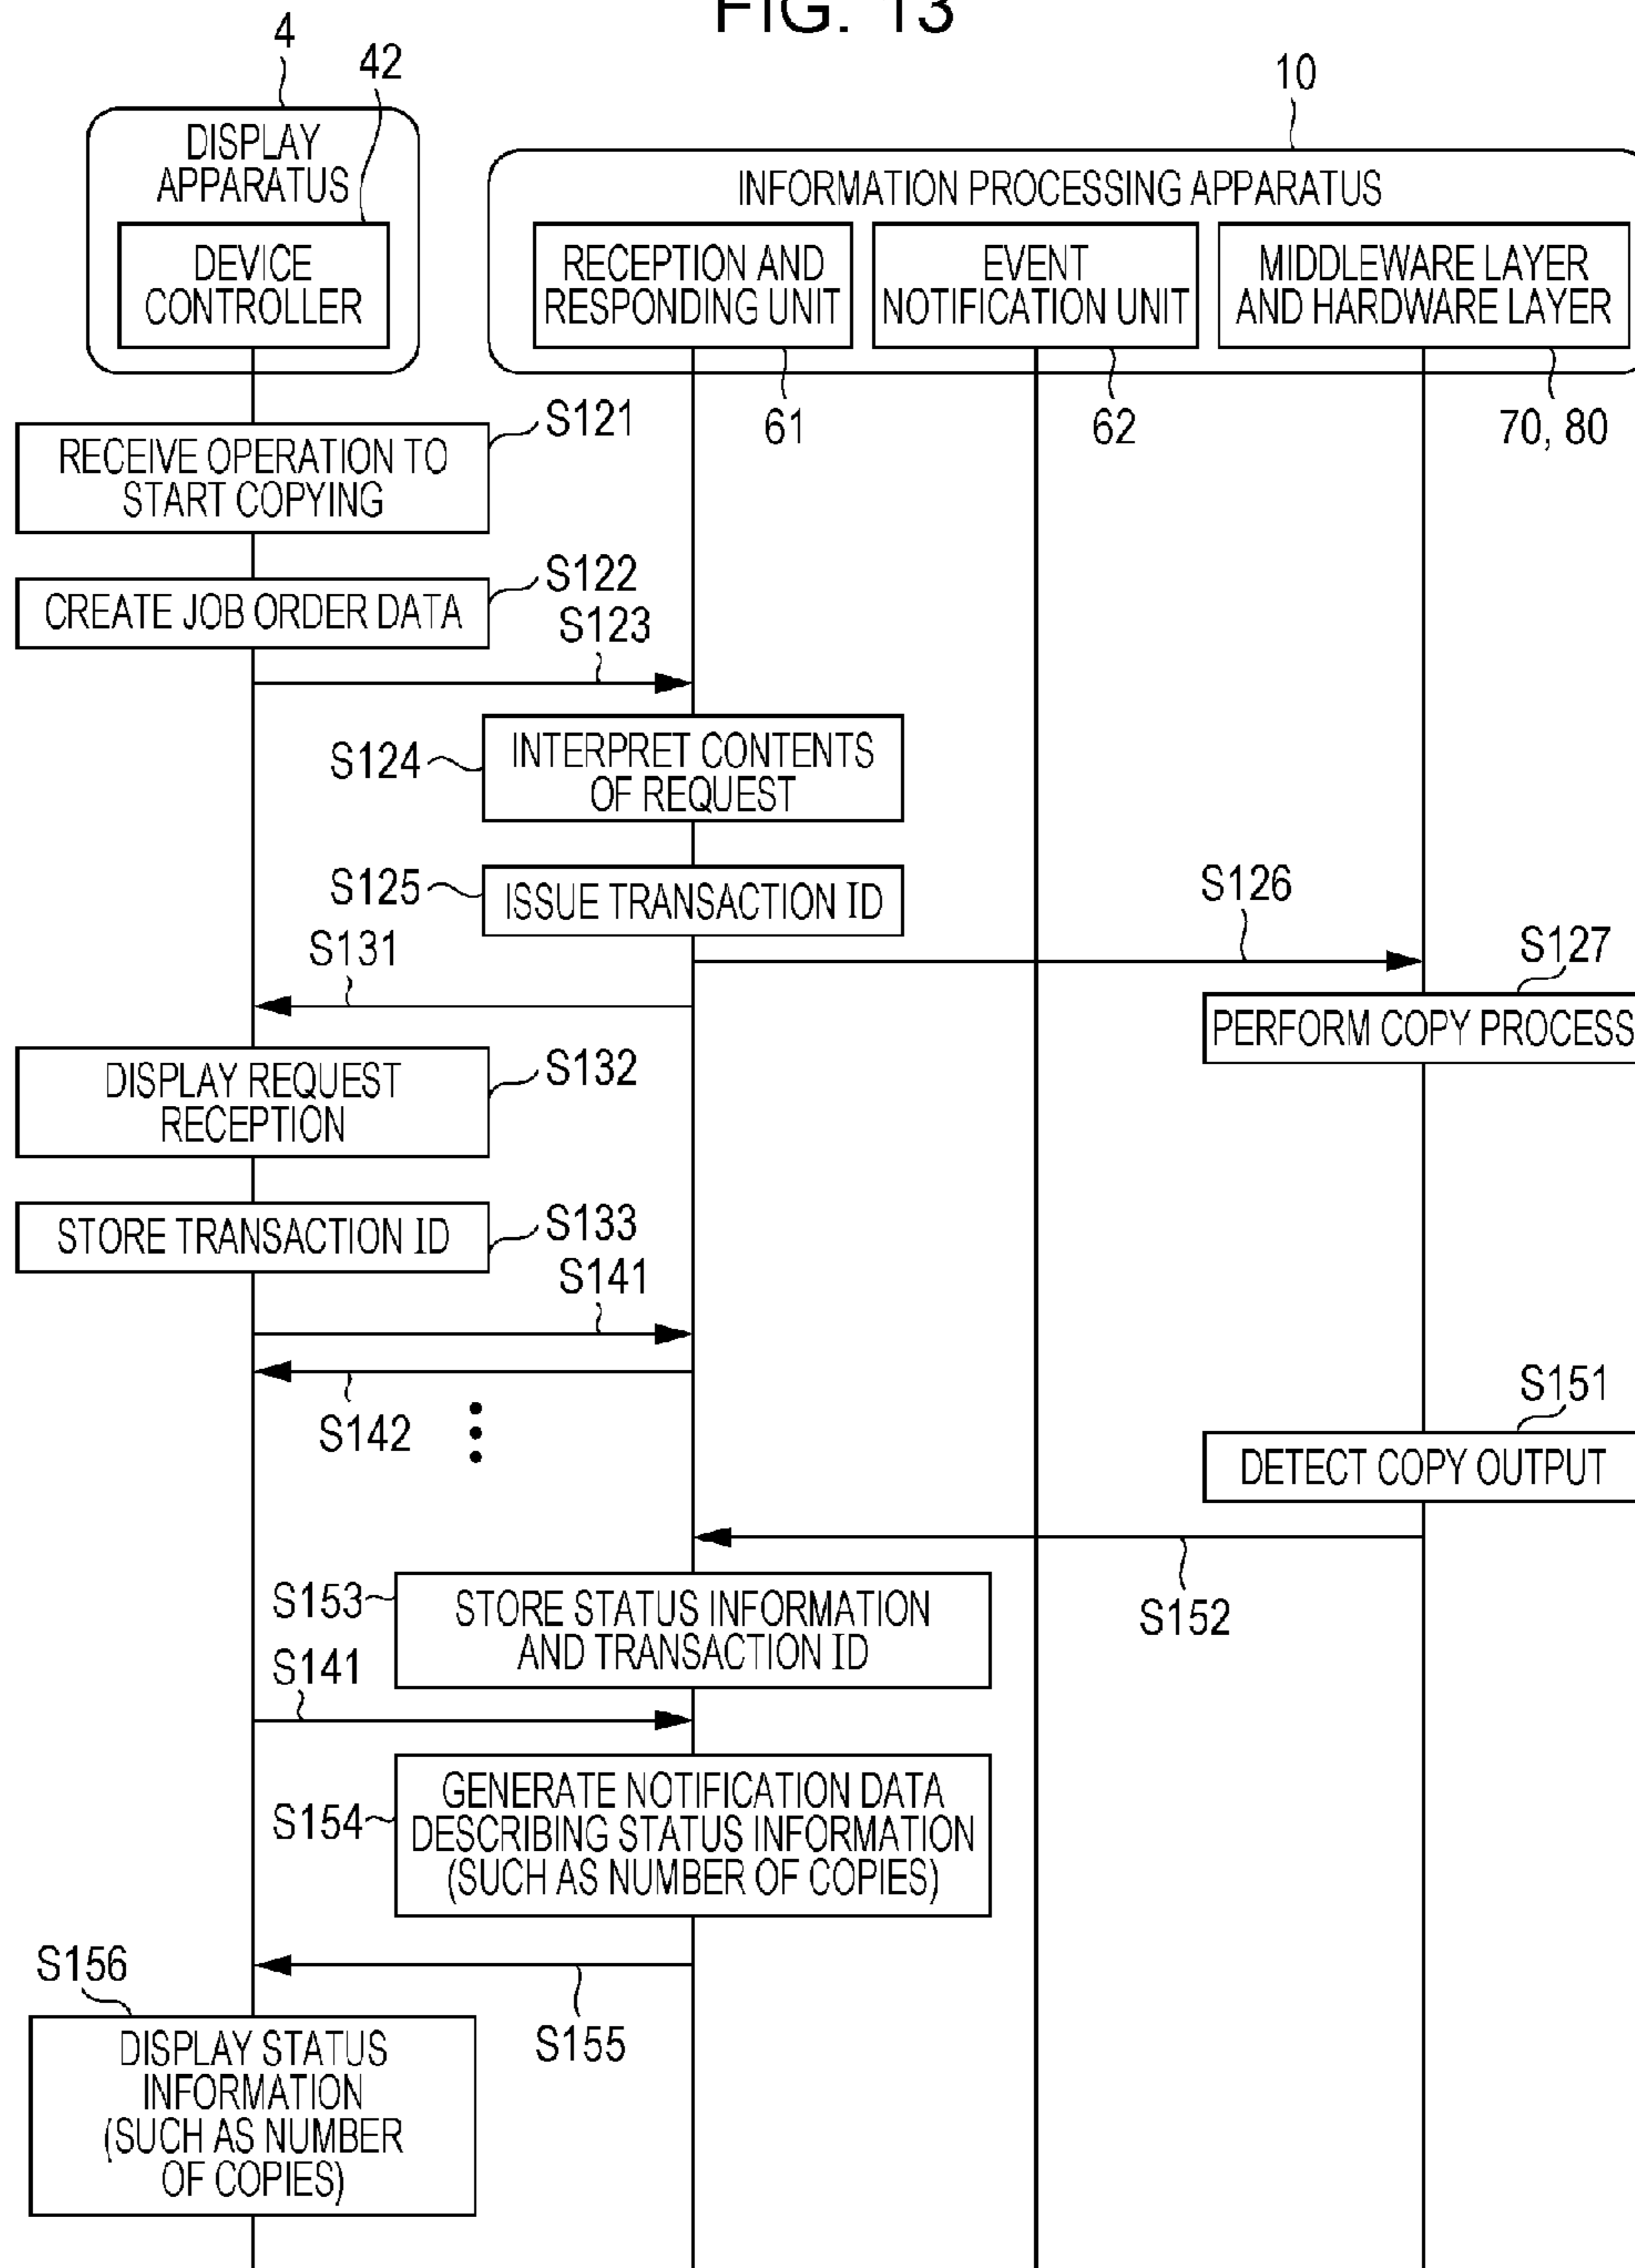 FIG. 13
4
42
10
DISPLAY
APPARATUS
INFORMATION PROCESSING APPARATUS
DEVICE
CONTROLLER
RECEPTION AND
RESPONDING UNIT
EVENT
NOTIFICATION UNIT
MIDDLEWARE LAYER
AND HARDWARE LAYER
61
62
70, 80
RECEIVE OPERATION TO
START COPYING
S121
CREATE JOB ORDER DATA
S122
S123
S124
INTERPRET CONTENTS
OF REQUEST
S125
ISSUE TRANSACTION ID
S126
S131
S127
PERFORM COPY PROCESS
DISPLAY REQUEST
RECEPTION
S132
STORE TRANSACTION ID
S133
S141
S142
S151
DETECT COPY OUTPUT
S152
S153
STORE STATUS INFORMATION
AND TRANSACTION ID
S141
S154
GENERATE NOTIFICATION DATA
DESCRIBING STATUS INFORMATION
(SUCH AS NUMBER OF COPIES)
S155
S156
DISPLAY STATUS
INFORMATION
(SUCH AS NUMBER
OF COPIES)